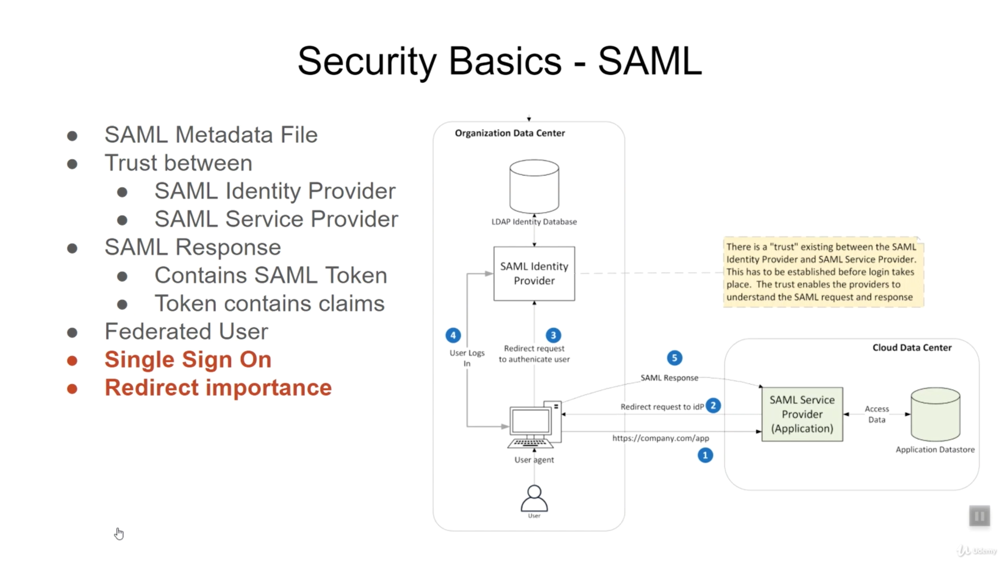 Security Basics - SAML
● SAML Metadata File
● Trust between
● SAML Identity Provider
● SAML Service Provider
● SAML Response
● Contains SAML Token
● Token contains claims
● Federated User
● Single Sign On
● Redirect importance
Organization Data Center
LDAP Identity Database
SAML Identity
Provider
There is a "trust" existing between the SAML
Identity Provider and SAML Service Provider.
This has to be established before login takes
place. The trust enables the providers to
understand the SAML request and response
4
User Logs
In
3
Redirect request
to authenicate user
Cloud Data Center
5
SAML Response
Redirect request to idP 2
https://company.com/app
1
SAML Service
Provider
(Application)
Access
Data
Application Datastore
User agent
User
Udemy